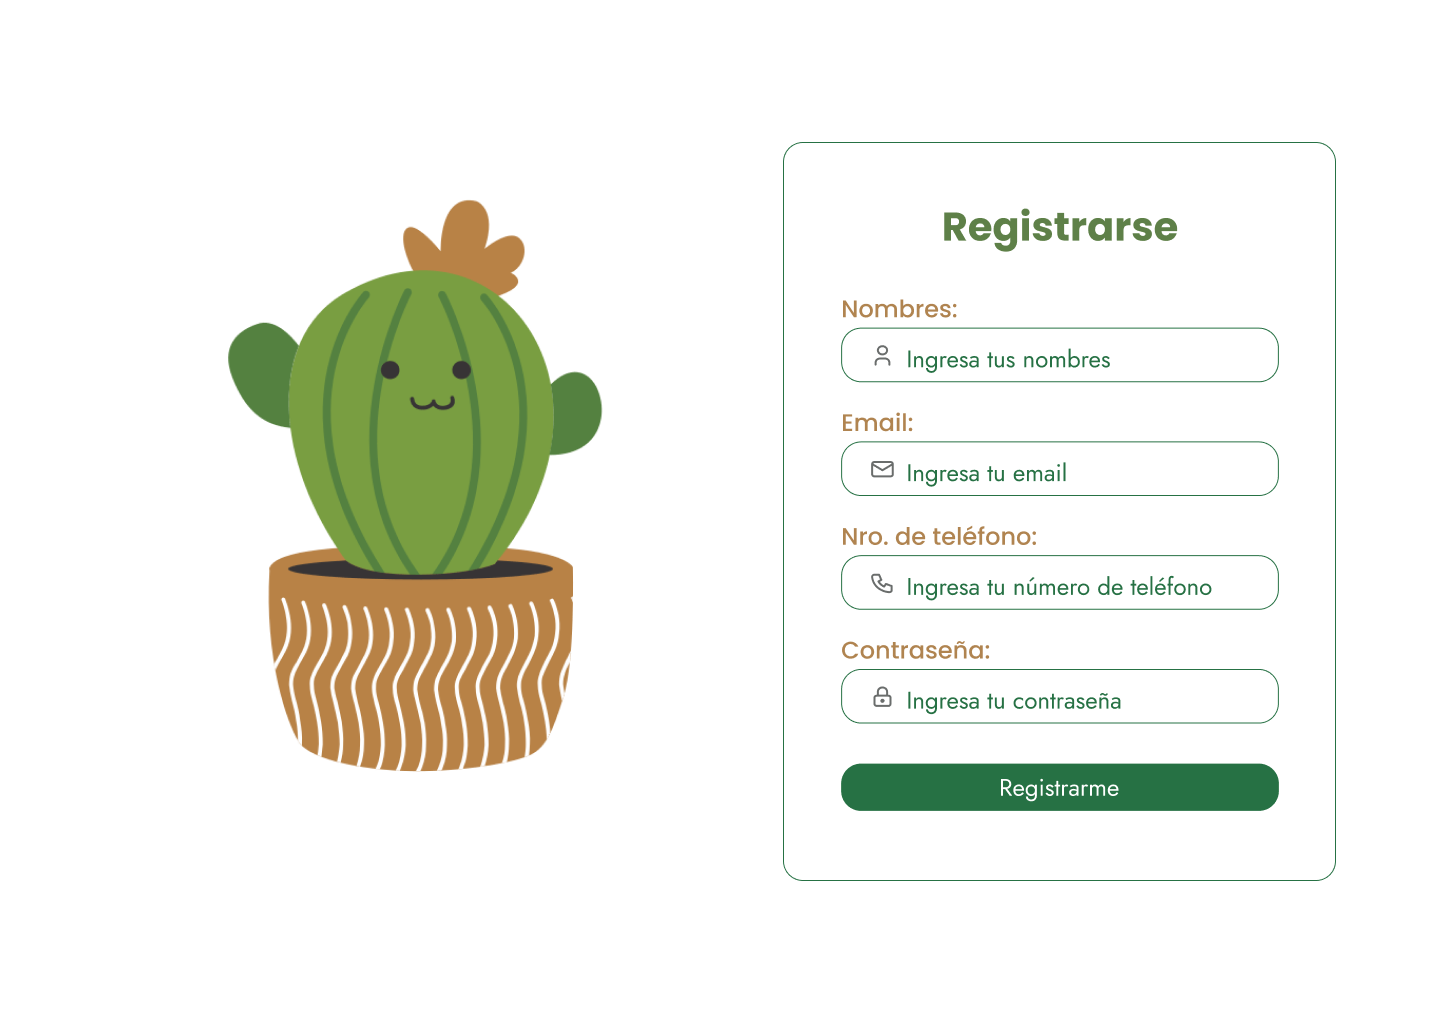 Registrarse
Nombres:
Ingresa tus nombres
Email:
Ingresa tu email
Nro. de teléfono:
Ingresa tu número de teléfono
Contraseña:
Ingresa tu contraseña
Registrarme